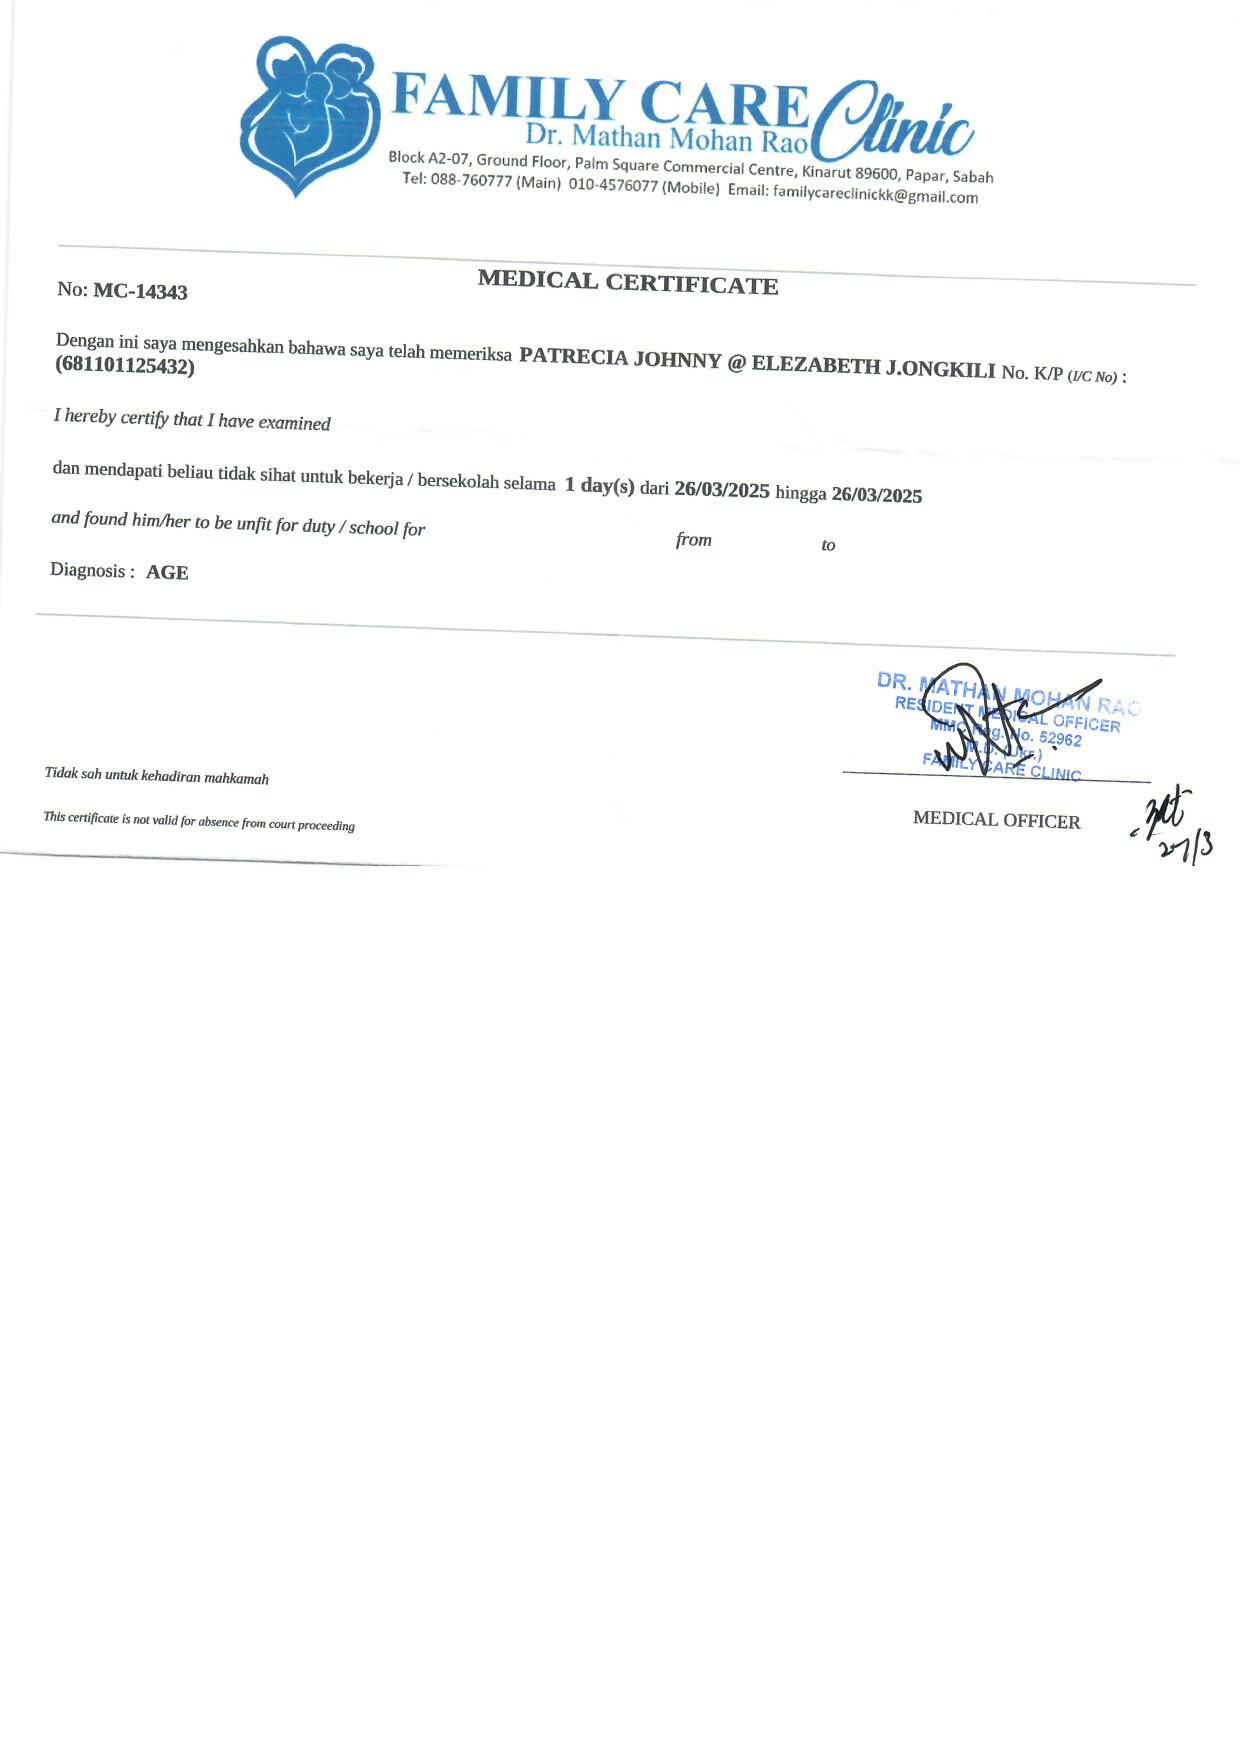 FAMILY CARE Clinic
Dr. Mathan Mohan Rao
Block A2-07, Ground Floor, Palm Square Commercial Centre, Kinarut 89600, Papar, Sabah
Tel: 088-760777 (Main) 010-4576077 (Mobile) Email: familycareclinickk@gmail.com
MEDICAL CERTIFICATE
No: MC-14343
Dengan ini saya mengesahkan bahawa saya telah memeriksa PATRECIA JOHNNY @ ELEZABETH J.ONGKILI No. K/P (I/C No) :
(681101125432)
I hereby certify that I have examined
dan mendapati beliau tidak sihat untuk bekerja / bersekolah selama 1 day(s) dari 26/03/2025 hingga 26/03/2025
and found him/her to be unfit for duty / school for from to
Diagnosis : AGE
DR. MATHAN MOHAN RAO
RESIDENT MEDICAL OFFICER
MMC Reg. No. 52962
M.D. (Ukr.)
FAMILY CARE CLINIC
Tidak sah untuk kehadiran mahkamah
This certificate is not valid for absence from court proceeding
MEDICAL OFFICER
27/3